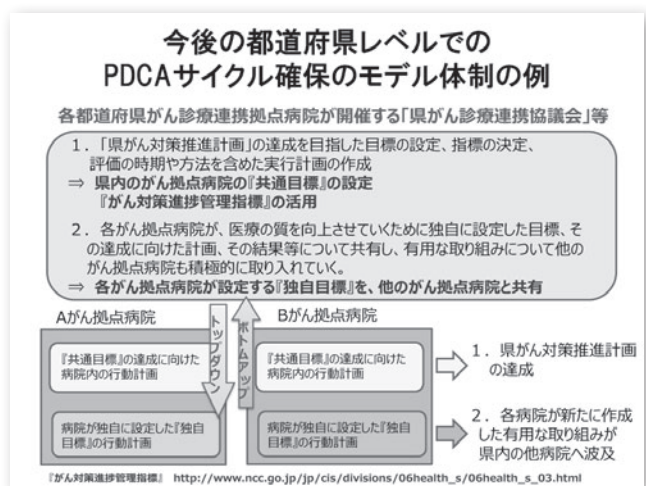 今後の都道府県レベルでの
PDCAサイクル確保のモデル体制の例
各都道府県がん診療連携拠点病院が開催する「県がん診療連携協議会」等
1．「県がん対策推進計画」の達成を目指した目標の設定、指標の決定、
評価の時期や方法を含めた実行計画の作成
⇒ 県内のがん拠点病院の『共通目標』の設定
『がん対策進捗管理指標』の活用
2．各がん拠点病院が、医療の質を向上させていくために独自に設定した目標、そ
の達成に向けた計画、その結果等について共有し、有用な取り組みについて他の
がん拠点病院も積極的に取り入れていく。
⇒ 各がん拠点病院が設定する『独自目標』を、他のがん拠点病院と共有
Aがん拠点病院
トップダウン
ボトムアップ
Bがん拠点病院
『共通目標』の達成に向けた
病院内の行動計画
『共通目標』の達成に向けた
病院内の行動計画
1．県がん対策推進計画
の達成
病院が独自に設定した『独自
目標』の行動計画
病院が独自に設定した『独自
目標』の行動計画
2．各病院が新たに作成
した有用な取り組みが
県内の他病院へ波及
『がん対策進捗管理指標』 http://www.ncc.go.jp/jp/cis/divisions/06health_s/06health_s_03.html